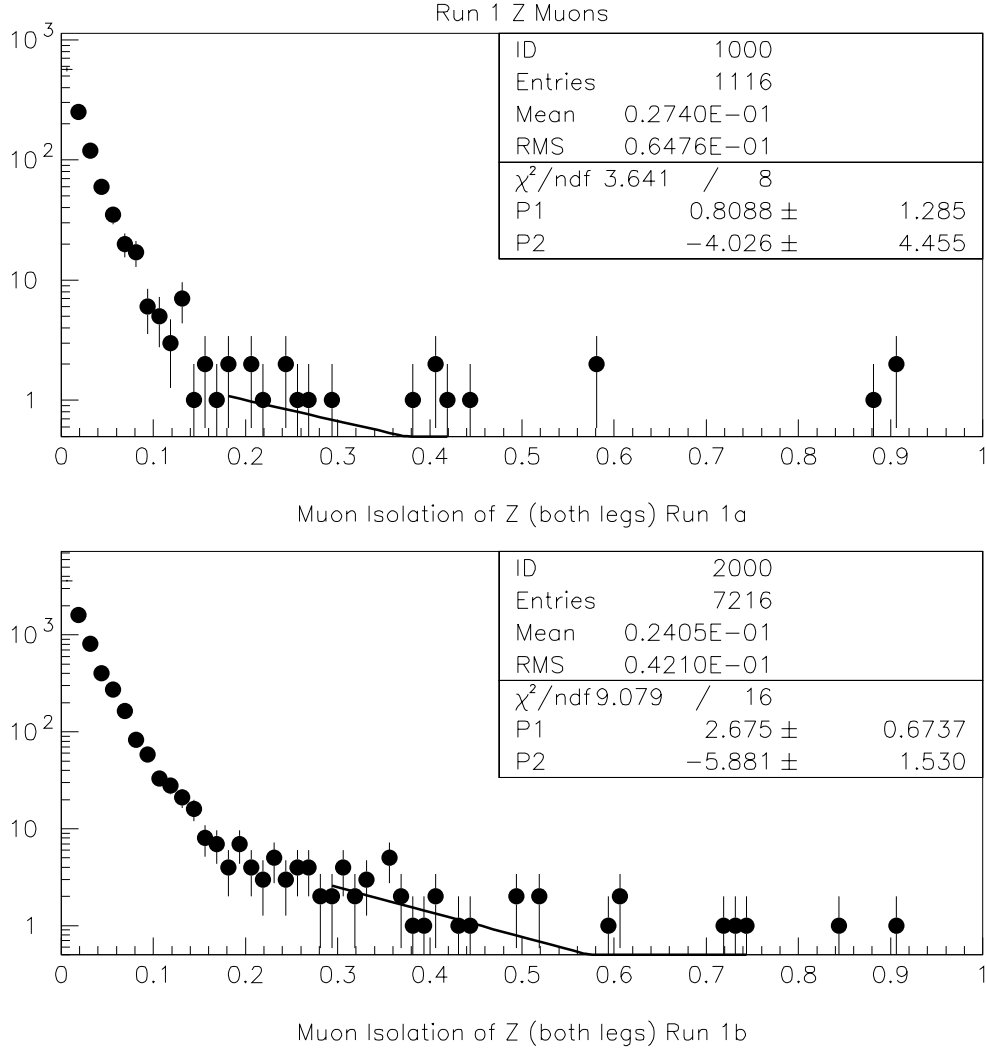 Run 1 Z Muons
10³
10²
10
1
ID 1000
Entries 1116
Mean 0.2740E−01
RMS 0.6476E−01
χ²/ndf 3.641 / 8
P1 0.8088 ± 1.285
P2 −4.026 ± 4.455
0 0.1 0.2 0.3 0.4 0.5 0.6 0.7 0.8 0.9 1
Muon Isolation of Z (both legs) Run 1a
10³
10²
10
1
ID 2000
Entries 7216
Mean 0.2405E−01
RMS 0.4210E−01
χ²/ndf 9.079 / 16
P1 2.675 ± 0.6737
P2 −5.881 ± 1.530
0 0.1 0.2 0.3 0.4 0.5 0.6 0.7 0.8 0.9 1
Muon Isolation of Z (both legs) Run 1b